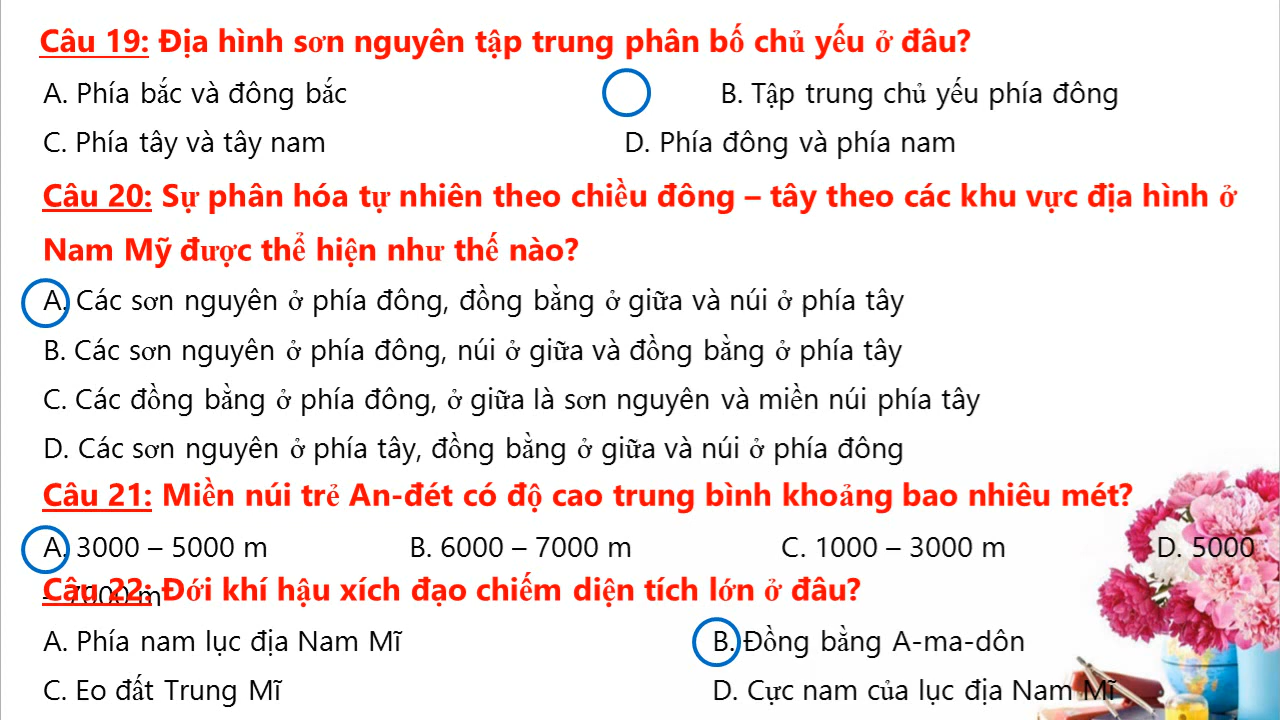 Câu 19: Địa hình sơn nguyên tập trung phân bố chủ yếu ở đâu?
A. Phía bắc và đông bắc B. Tập trung chủ yếu phía đông
C. Phía tây và tây nam D. Phía đông và phía nam
Câu 20: Sự phân hóa tự nhiên theo chiều đông – tây theo các khu vực địa hình ở
Nam Mỹ được thể hiện như thế nào?
A. Các sơn nguyên ở phía đông, đồng bằng ở giữa và núi ở phía tây
B. Các sơn nguyên ở phía đông, núi ở giữa và đồng bằng ở phía tây
C. Các đồng bằng ở phía đông, ở giữa là sơn nguyên và miền núi phía tây
D. Các sơn nguyên ở phía tây, đồng bằng ở giữa và núi ở phía đông
Câu 21: Miền núi trẻ An-đét có độ cao trung bình khoảng bao nhiêu mét?
A. 3000 – 5000 m B. 6000 – 7000 m C. 1000 – 3000 m D. 5000
– 7000 m
Câu 22: Đới khí hậu xích đạo chiếm diện tích lớn ở đâu?
A. Phía nam lục địa Nam Mĩ B. Đồng bằng A-ma-dôn
C. Eo đất Trung Mĩ D. Cực nam của lục địa Nam Mĩ